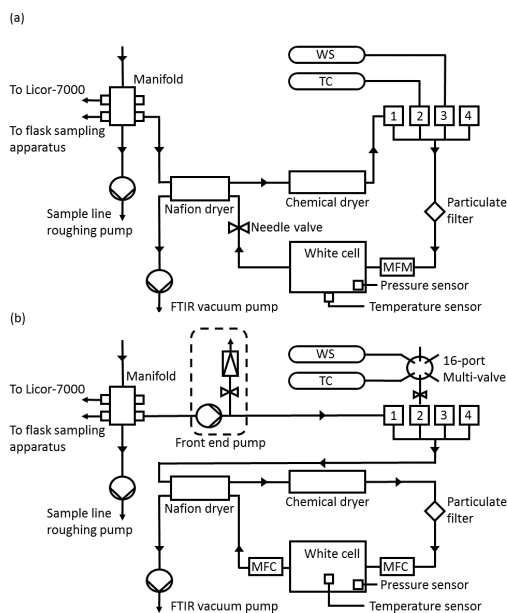 (a)
WS
TC
Manifold
To Licor-7000
To flask sampling
apparatus
1 2 3 4
Sample line
roughing pump
Nafion dryer
Chemical dryer
Particulate
filter
Needle valve
White cell
MFM
Pressure sensor
Temperature sensor
FTIR vacuum pump
(b)
WS
TC
16-port
Multi-valve
Manifold
To Licor-7000
To flask sampling
apparatus
1 2 3 4
Front end pump
Sample line
roughing pump
Nafion dryer
Chemical dryer
Particulate
filter
White cell
MFC
MFC
Pressure sensor
Temperature sensor
FTIR vacuum pump